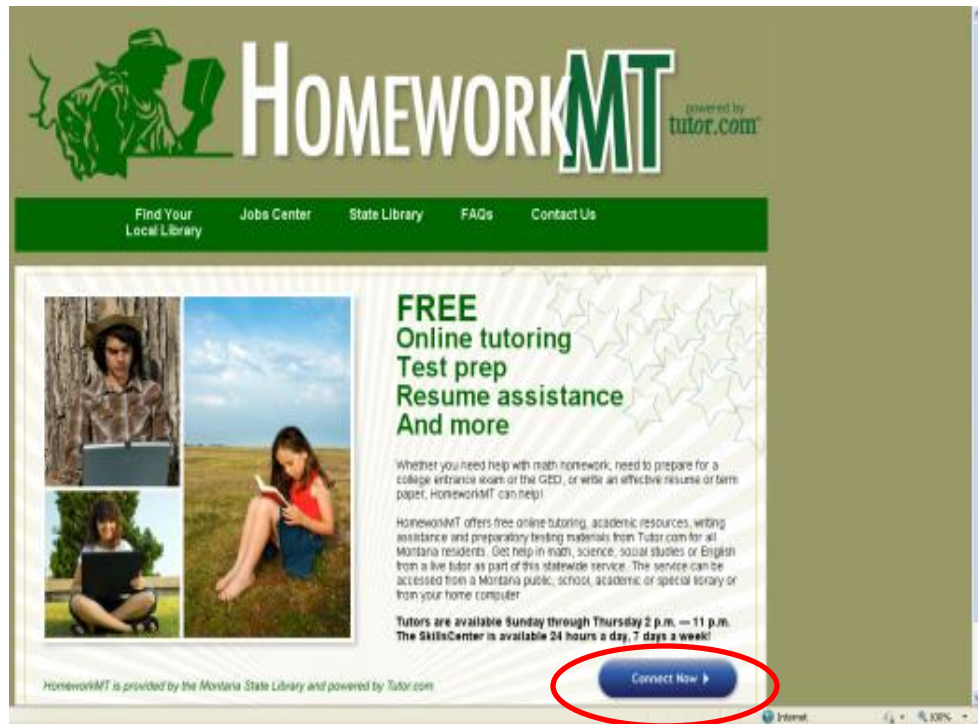 HOMEWORKMT
powered by
tutor.com
Find Your
Local Library
Jobs Center
State Library
FAQs
Contact Us
FREE
Online tutoring
Test prep
Resume assistance
And more
Whether you need help with math homework, need to prepare for a
college entrance exam or the GED, or write an effective resume or term
paper, HomeworkMT can help!
HomeworkMT offers free online tutoring, academic resources, writing
assistance and preparatory testing materials from Tutor.com for all
Montana residents. Get help in math, science, social studies or English
from a live tutor as part of this statewide service. The service can be
accessed from a Montana public, school, academic or special library or
from your home computer.
Tutors are available Sunday through Thursday 2 p.m. — 11 p.m.
The SkillsCenter is available 24 hours a day, 7 days a week!
Connect Now
HomeworkMT is provided by the Montana State Library and powered by Tutor.com
Internet
100%